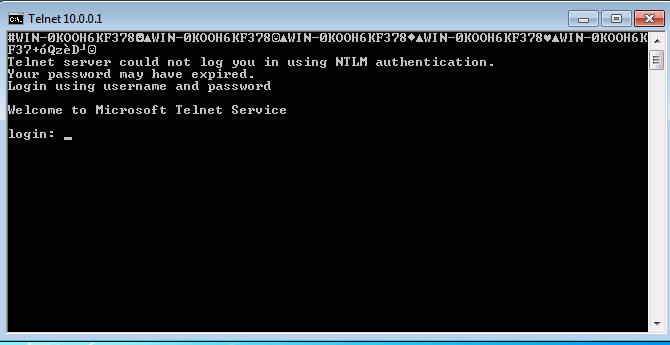 Telnet 10.0.0.1
#WIN-0KOOH6KF378☻▲WIN-0KOOH6KF378☺▲WIN-0KOOH6KF378♦▲WIN-0KOOH6KF378♥▲WIN-0KOOH6K
F37+óQzèÐ┘☺
Telnet server could not log you in using NTLM authentication.
Your password may have expired.
Login using username and password
Welcome to Microsoft Telnet Service
login: _